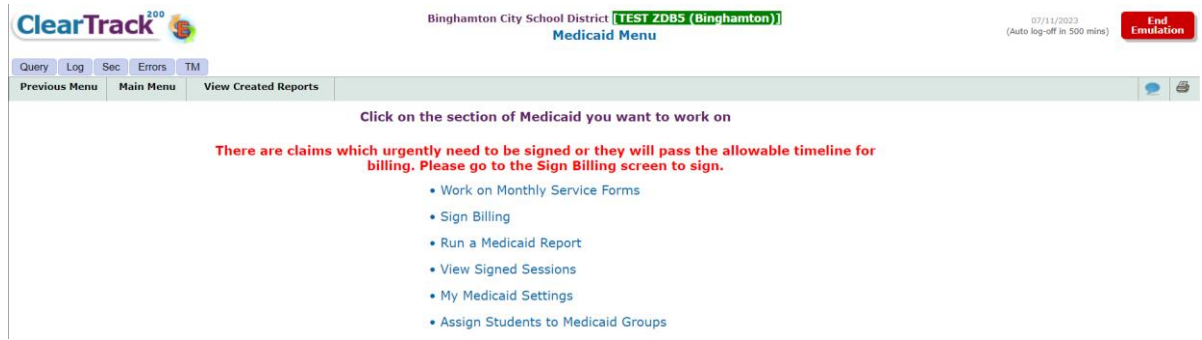 ClearTrack 200
Binghamton City School District [TEST ZDB5 (Binghamton)]
Medicaid Menu
07/11/2023
(Auto log-off in 500 mins)
End
Emulation
Query Log Sec Errors TM
Previous Menu Main Menu View Created Reports
Click on the section of Medicaid you want to work on
There are claims which urgently need to be signed or they will pass the allowable timeline for
billing. Please go to the Sign Billing screen to sign.
• Work on Monthly Service Forms
• Sign Billing
• Run a Medicaid Report
• View Signed Sessions
• My Medicaid Settings
• Assign Students to Medicaid Groups